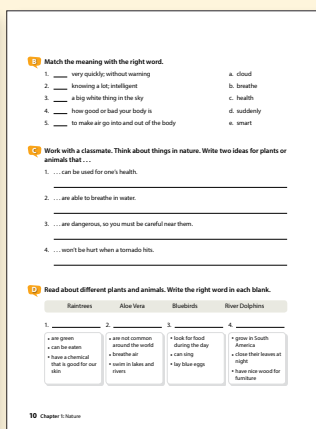 B Match the meaning with the right word.
1. ____ very quickly; without warning a. cloud
2. ____ knowing a lot; intelligent b. breathe
3. ____ a big white thing in the sky c. health
4. ____ how good or bad your body is d. suddenly
5. ____ to make air go into and out of the body e. smart
C Work with a classmate. Think about things in nature. Write two ideas for plants or
animals that . . .
1. . . . can be used for one's health.
2. . . . are able to breathe in water.
3. . . . are dangerous, so you must be careful near them.
4. . . . won't be hurt when a tornado hits.
D Read about different plants and animals. Write the right word in each blank.
Raintrees Aloe Vera Bluebirds River Dolphins
1. ____ 2. ____ 3. ____ 4. ____
• are green
• can be eaten
• have a chemical
that is good for our
skin
• are not common
around the world
• breathe air
• swim in lakes and
rivers
• look for food
during the day
• can sing
• lay blue eggs
• grow in South
America
• close their leaves at
night
• have nice wood for
furniture
10 Chapter 1: Nature